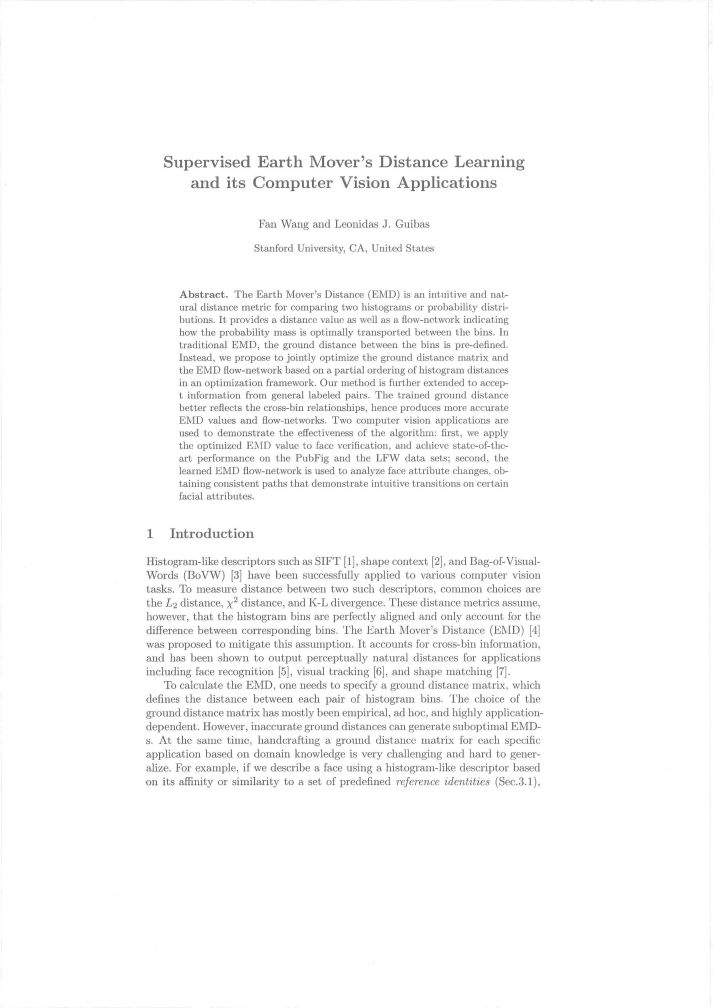 Supervised Earth Mover's Distance Learning
and its Computer Vision Applications
Fan Wang and Leonidas J. Guibas
Stanford University, CA, United States
Abstract. The Earth Mover's Distance (EMD) is an intuitive and nat-
ural distance metric for comparing two histograms or probability distri-
butions. It provides a distance value as well as a flow-network indicating
how the probability mass is optimally transported between the bins. In
traditional EMD, the ground distance between the bins is pre-defined.
Instead, we propose to jointly optimize the ground distance matrix and
the EMD flow-network based on a partial ordering of histogram distances
in an optimization framework. Our method is further extended to accep-
t information from general labeled pairs. The trained ground distance
better reflects the cross-bin relationships, hence produces more accurate
EMD values and flow-networks. Two computer vision applications are
used to demonstrate the effectiveness of the algorithm: first, we apply
the optimized EMD value to face verification, and achieve state-of-the-
art performance on the PubFig and the LFW data sets; second, the
learned EMD flow-network is used to analyze face attribute changes, ob-
taining consistent paths that demonstrate intuitive transitions on certain
facial attributes.
1 Introduction
Histogram-like descriptors such as SIFT [1], shape context [2], and Bag-of-Visual-
Words (BoVW) [3] have been successfully applied to various computer vision
tasks. To measure distance between two such descriptors, common choices are
the L₂ distance, χ² distance, and K-L divergence. These distance metrics assume,
however, that the histogram bins are perfectly aligned and only account for the
difference between corresponding bins. The Earth Mover's Distance (EMD) [4]
was proposed to mitigate this assumption. It accounts for cross-bin information,
and has been shown to output perceptually natural distances for applications
including face recognition [5], visual tracking [6], and shape matching [7].
To calculate the EMD, one needs to specify a ground distance matrix, which
defines the distance between each pair of histogram bins. The choice of the
ground distance matrix has mostly been empirical, ad hoc, and highly application-
dependent. However, inaccurate ground distances can generate suboptimal EMD-
s. At the same time, handcrafting a ground distance matrix for each specific
application based on domain knowledge is very challenging and hard to gener-
alize. For example, if we describe a face using a histogram-like descriptor based
on its affinity or similarity to a set of predefined reference identities (Sec.3.1),